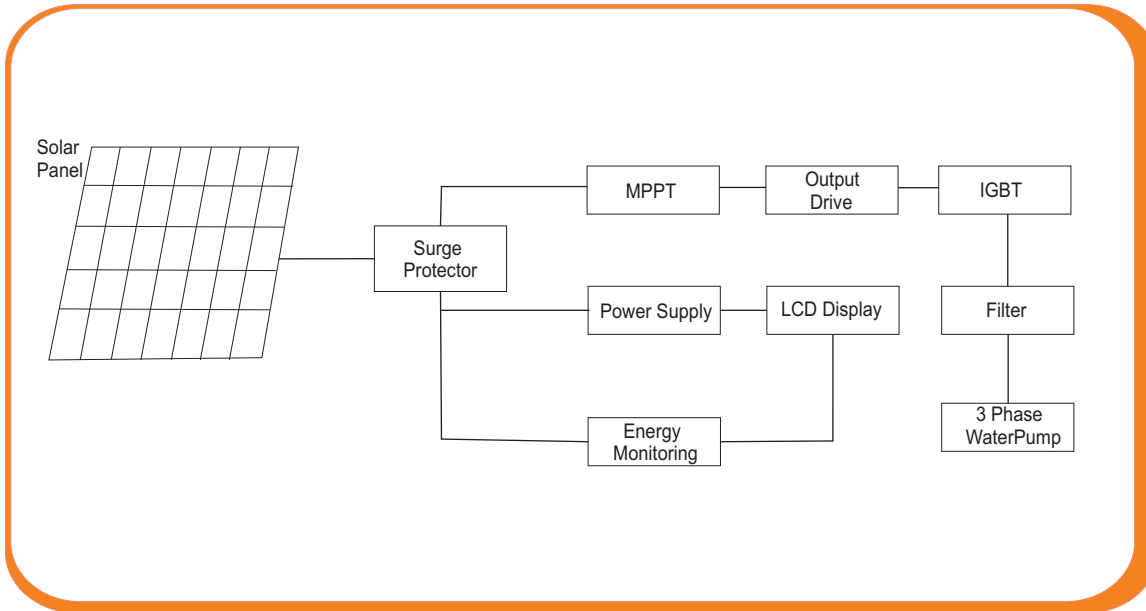 Solar
Panel
Surge
Protector
MPPT
Output
Drive
IGBT
Power Supply
LCD Display
Filter
Energy
Monitoring
3 Phase
WaterPump